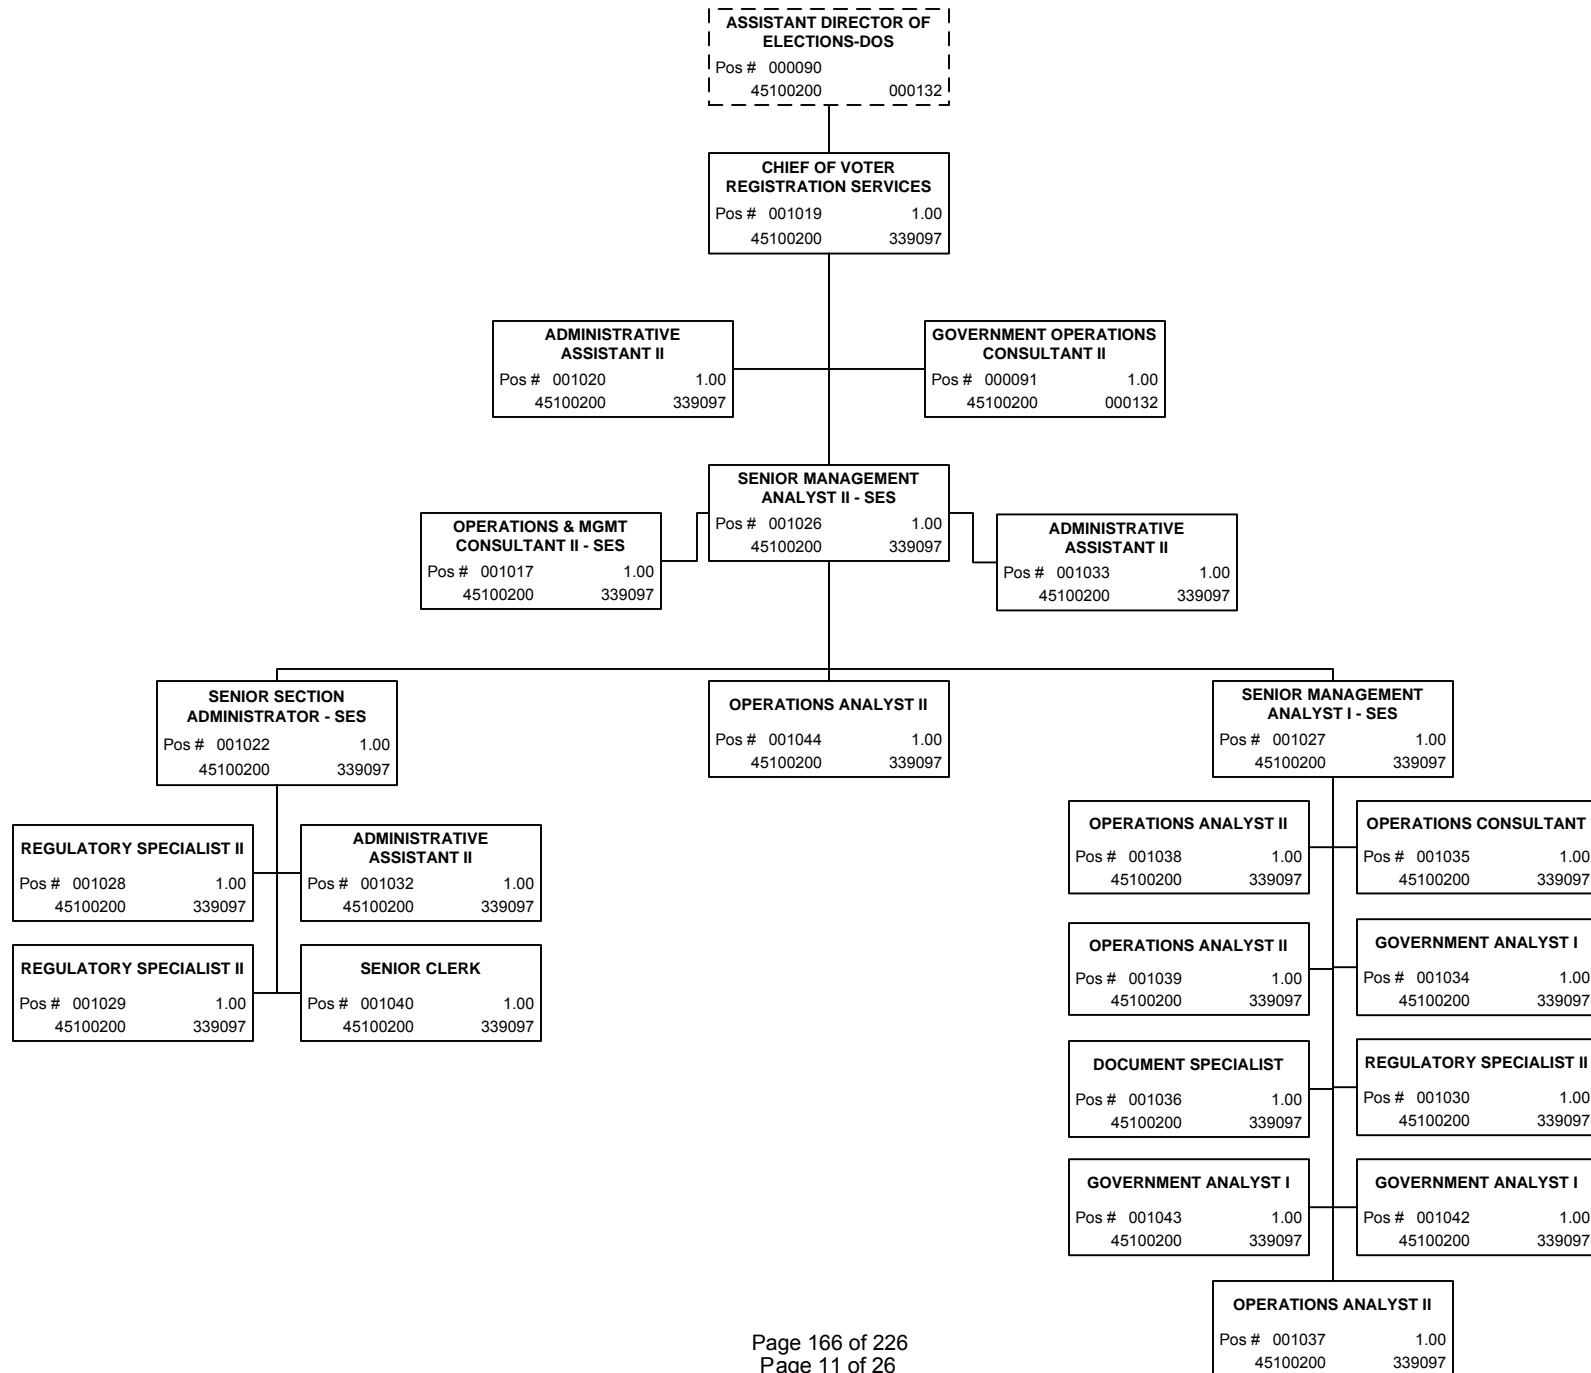 ASSISTANT DIRECTOR OF
ELECTIONS-DOS
Pos # 000090
45100200 000132
CHIEF OF VOTER
REGISTRATION SERVICES
Pos # 001019 1.00
45100200 339097
ADMINISTRATIVE
ASSISTANT II
Pos # 001020 1.00
45100200 339097
GOVERNMENT OPERATIONS
CONSULTANT II
Pos # 000091 1.00
45100200 000132
SENIOR MANAGEMENT
ANALYST II - SES
Pos # 001026 1.00
45100200 339097
OPERATIONS & MGMT
CONSULTANT II - SES
Pos # 001017 1.00
45100200 339097
ADMINISTRATIVE
ASSISTANT II
Pos # 001033 1.00
45100200 339097
SENIOR SECTION
ADMINISTRATOR - SES
Pos # 001022 1.00
45100200 339097
OPERATIONS ANALYST II
Pos # 001044 1.00
45100200 339097
SENIOR MANAGEMENT
ANALYST I - SES
Pos # 001027 1.00
45100200 339097
REGULATORY SPECIALIST II
Pos # 001028 1.00
45100200 339097
ADMINISTRATIVE
ASSISTANT II
Pos # 001032 1.00
45100200 339097
REGULATORY SPECIALIST II
Pos # 001029 1.00
45100200 339097
SENIOR CLERK
Pos # 001040 1.00
45100200 339097
OPERATIONS ANALYST II
Pos # 001038 1.00
45100200 339097
OPERATIONS CONSULTANT
Pos # 001035 1.00
45100200 339097
OPERATIONS ANALYST II
Pos # 001039 1.00
45100200 339097
GOVERNMENT ANALYST I
Pos # 001034 1.00
45100200 339097
DOCUMENT SPECIALIST
Pos # 001036 1.00
45100200 339097
REGULATORY SPECIALIST II
Pos # 001030 1.00
45100200 339097
GOVERNMENT ANALYST I
Pos # 001043 1.00
45100200 339097
GOVERNMENT ANALYST I
Pos # 001042 1.00
45100200 339097
OPERATIONS ANALYST II
Pos # 001037 1.00
45100200 339097
Page 166 of 226
Page 11 of 26